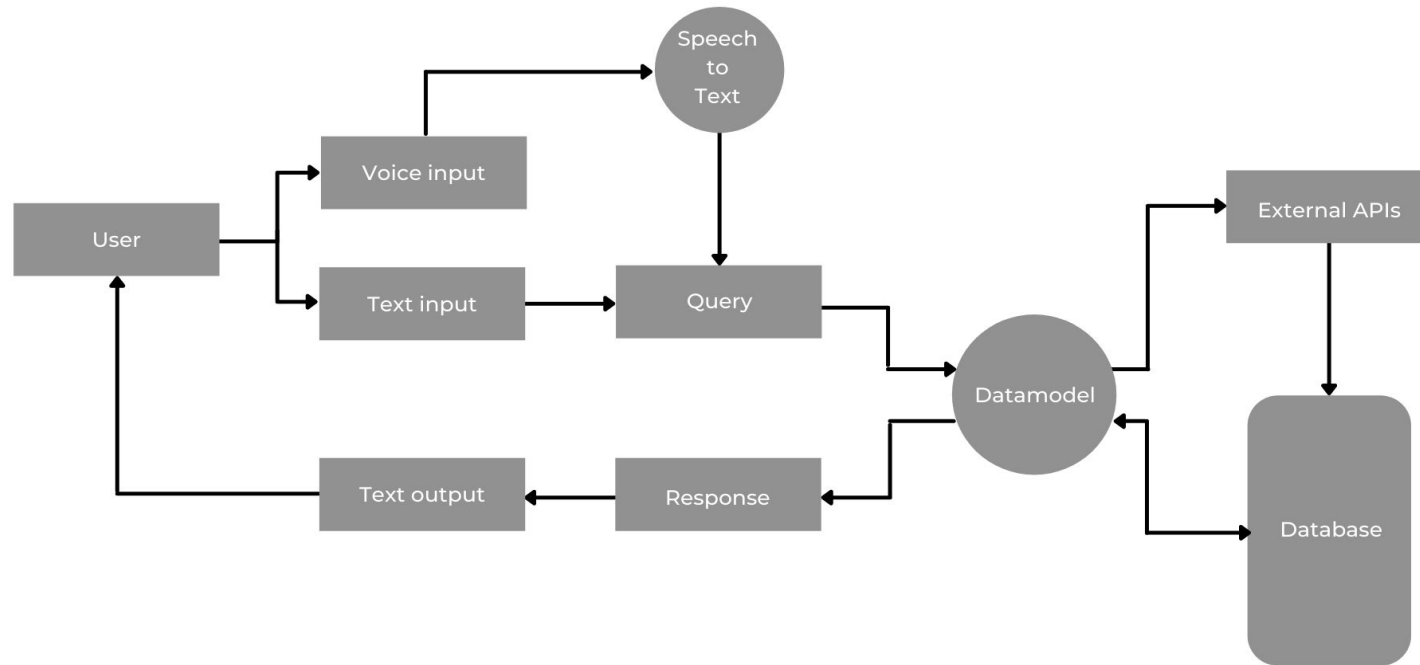 Speech
to
Text
Voice input
User
External APIs
Text input
Query
Datamodel
Text output
Response
Database